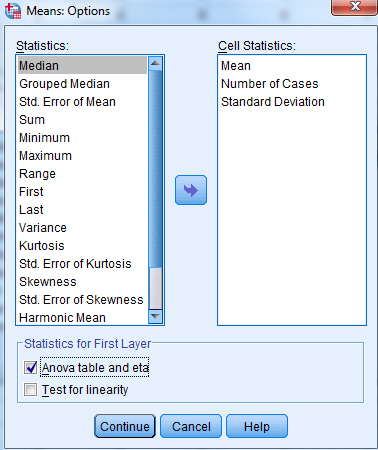 Means: Options
Statistics:
Median
Grouped Median
Std. Error of Mean
Sum
Minimum
Maximum
Range
First
Last
Variance
Kurtosis
Std. Error of Kurtosis
Skewness
Std. Error of Skewness
Harmonic Mean
Cell Statistics:
Mean
Number of Cases
Standard Deviation
Statistics for First Layer
Anova table and eta
Test for linearity
Continue
Cancel
Help